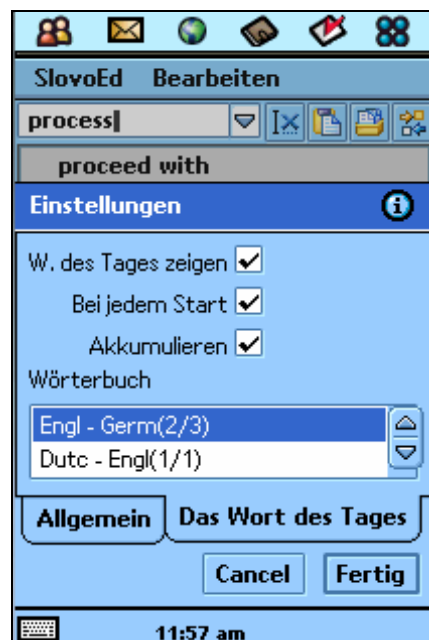 SlovoEd Bearbeiten
process
proceed with
Einstellungen
W. des Tages zeigen
Bei jedem Start
Akkumulieren
Wörterbuch
Engl - Germ(2/3)
Dutc - Engl(1/1)
Allgemein Das Wort des Tages
Cancel Fertig
11:57 am